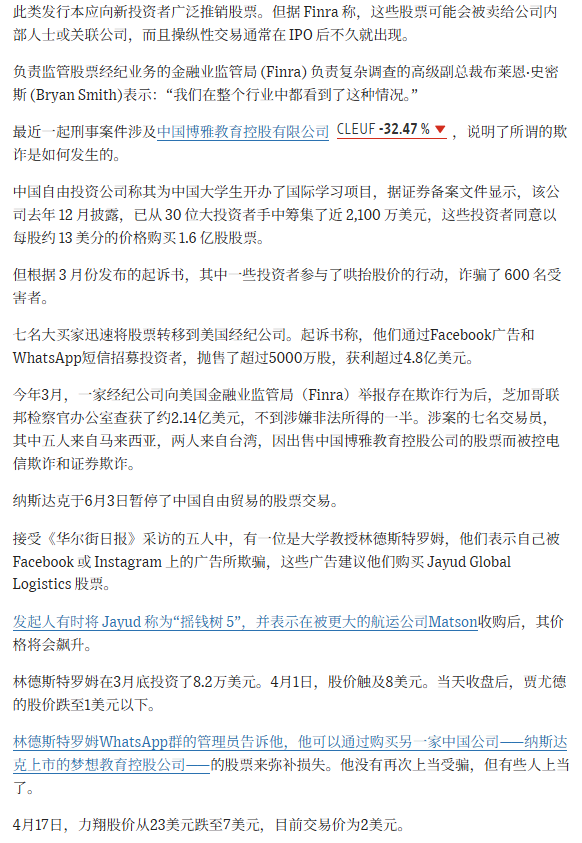 此类发行本应向新投资者广泛推销股票。但据 Finra 称，这些股票可能会被卖给公司内
部人士或关联公司，而且操纵性交易通常在 IPO 后不久就出现。
负责监管股票经纪业务的金融业监管局 (Finra) 负责复杂调查的高级副总裁布莱恩·史密
斯 (Bryan Smith)表示：“我们在整个行业中都看到了这种情况。”
最近一起刑事案件涉及中国博雅教育控股有限公司 CLEUF -32.47 % ▼ ，说明了所谓的欺
诈是如何发生的。
中国自由投资公司称其为中国大学生开办了国际学习项目，据证券备案文件显示，该公
司去年 12 月披露，已从 30 位大投资者手中筹集了近 2,100 万美元，这些投资者同意以
每股约 13 美分的价格购买 1.6 亿股股票。
但根据 3 月份发布的起诉书，其中一些投资者参与了哄抬股价的行动，诈骗了 600 名受
害者。
七名大买家迅速将股票转移到美国经纪公司。起诉书称，他们通过Facebook广告和
WhatsApp短信招募投资者，抛售了超过5000万股，获利超过4.8亿美元。
今年3月，一家经纪公司向美国金融业监管局（Finra）举报存在欺诈行为后，芝加哥联
邦检察官办公室查获了约2.14亿美元，不到涉嫌非法所得的一半。涉案的七名交易员，
其中五人来自马来西亚，两人来自台湾，因出售中国博雅教育控股公司的股票而被控电
信欺诈和证券欺诈。
纳斯达克于6月3日暂停了中国自由贸易的股票交易。
接受《华尔街日报》采访的五人中，有一位是大学教授林德斯特罗姆，他们表示自己被
Facebook 或 Instagram 上的广告所欺骗，这些广告建议他们购买 Jayud Global
Logistics 股票。
发起人有时将 Jayud 称为“摇钱树 5”，并表示在被更大的航运公司Matson收购后，其价
格将会飙升。
林德斯特罗姆在3月底投资了8.2万美元。4月1日，股价触及8美元。当天收盘后，贾尤德
的股价跌至1美元以下。
林德斯特罗姆WhatsApp群的管理员告诉他，他可以通过购买另一家中国公司——纳斯达
克上市的梦想教育控股公司——的股票来弥补损失。他没有再次上当受骗，但有些人上当
了。
4月17日，力翔股价从23美元跌至7美元，目前交易价为2美元。